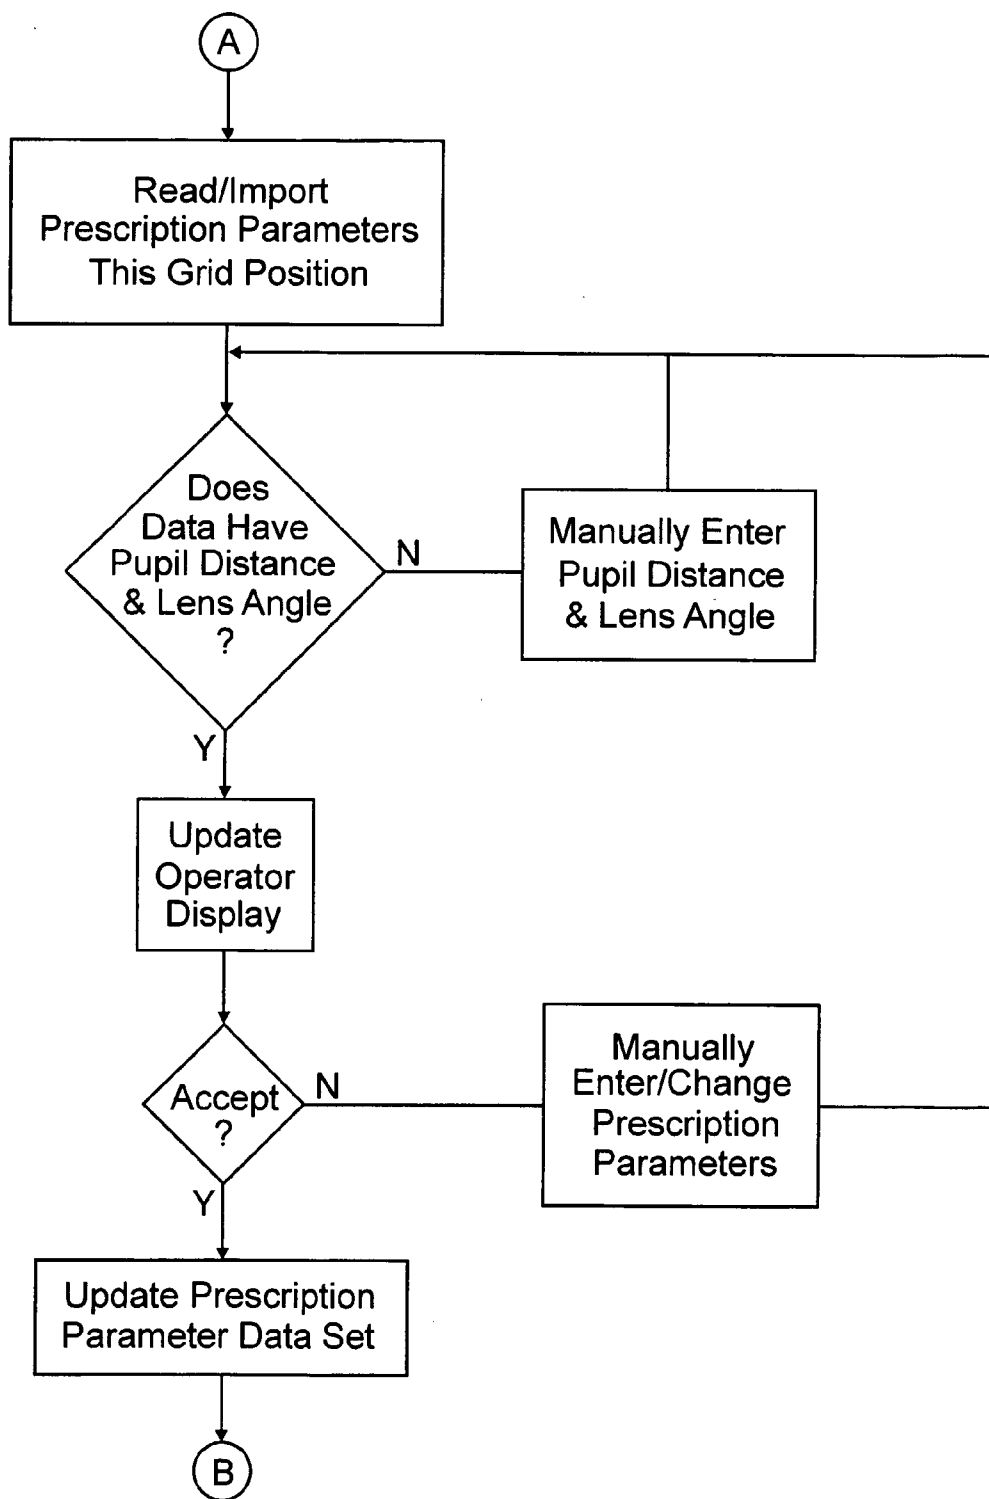 A
Read/Import
Prescription Parameters
This Grid Position
Does
Data Have
Pupil Distance
& Lens Angle
?
N
Manually Enter
Pupil Distance
& Lens Angle
Y
Update
Operator
Display
Accept
?
N
Manually
Enter/Change
Prescription
Parameters
Y
Update Prescription
Parameter Data Set
B